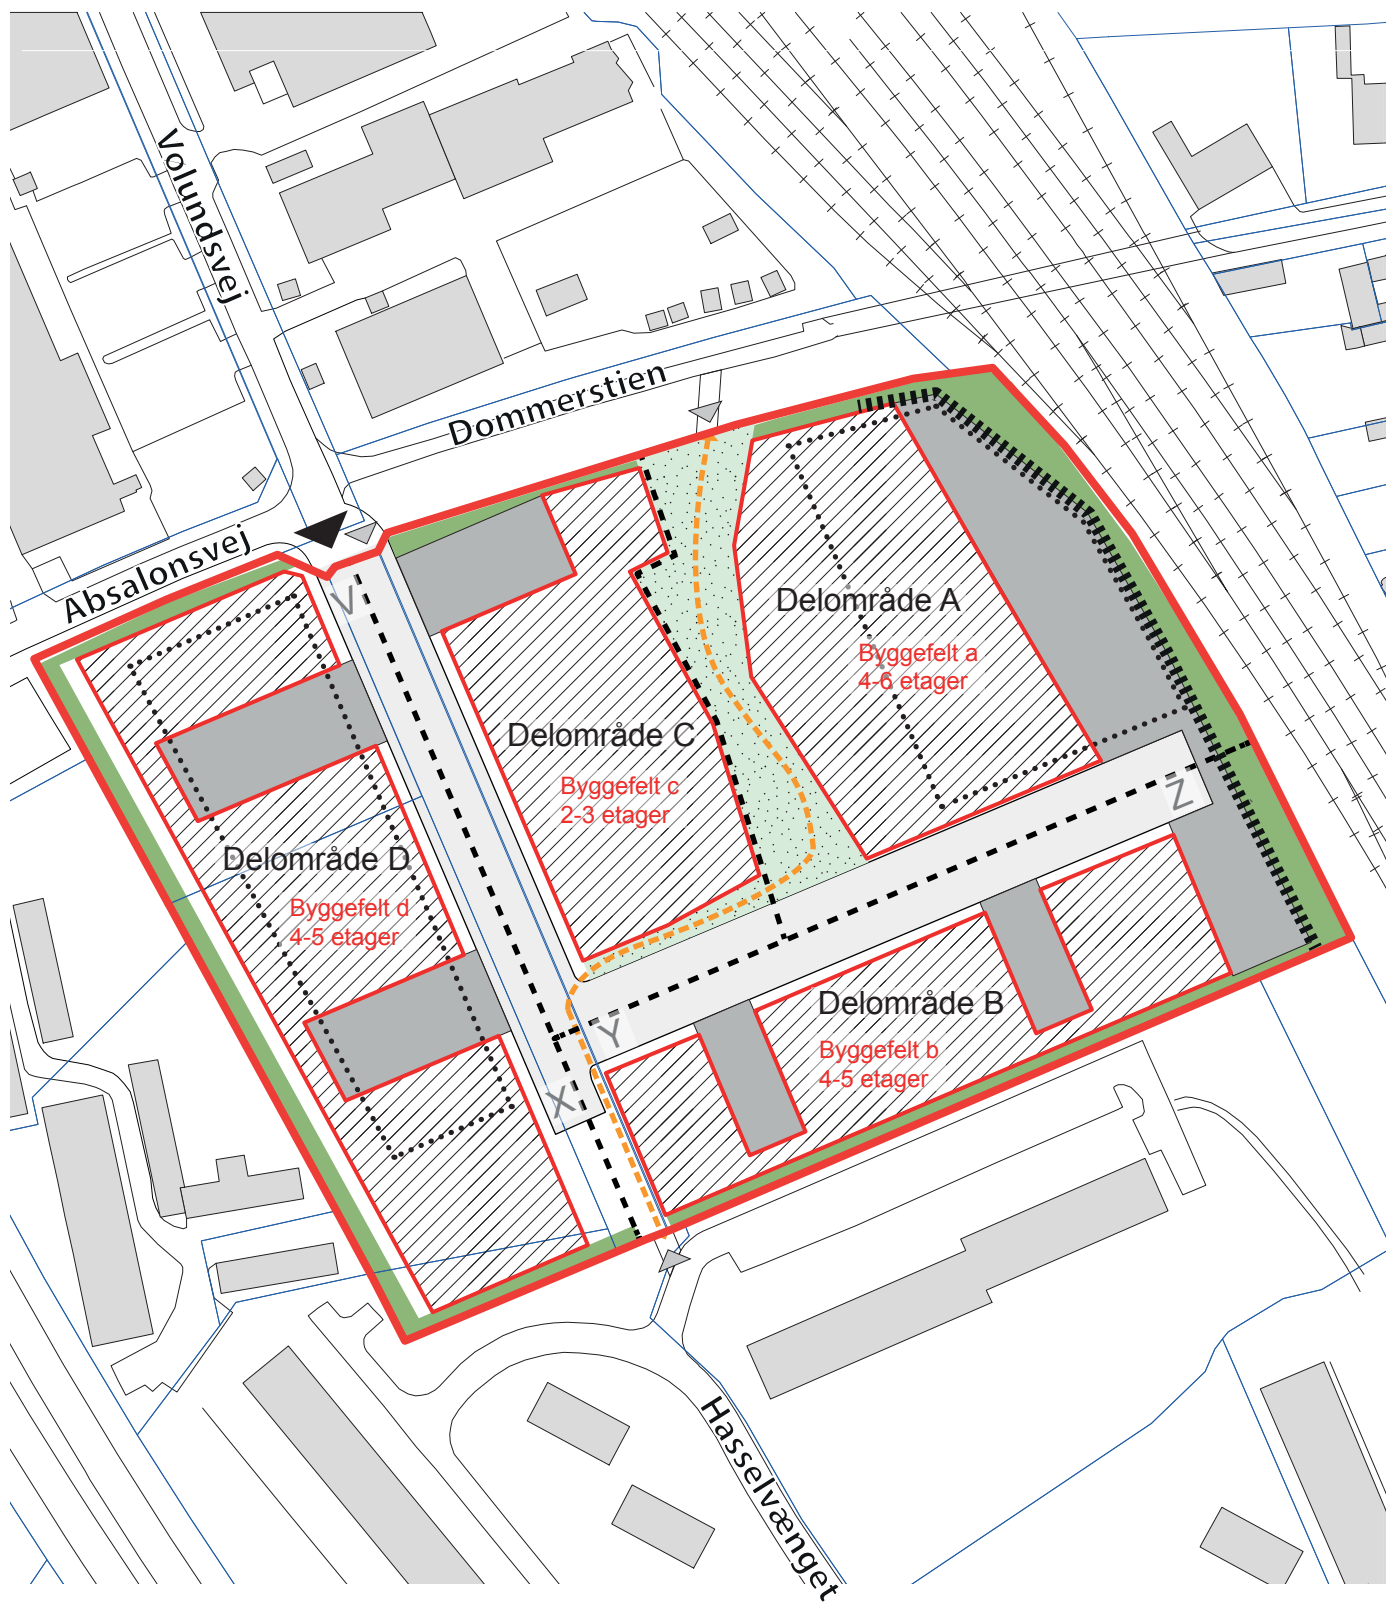 Volundsvej
Dommerstien
Absalonsvej
V
Delområde A
Byggefelt a
4-6 etager
Delområde C
Byggefelt c
2-3 etager
Z
Delområde D
Byggefelt d
4-5 etager
Delområde B
Byggefelt b
4-5 etager
Y
X
Hasselvænget